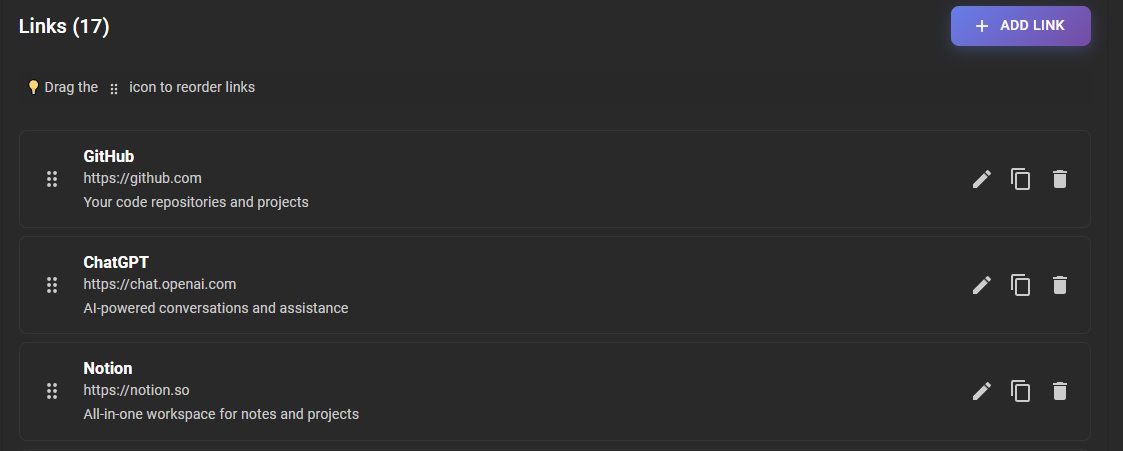 Links (17)
ADD LINK
Drag the icon to reorder links
GitHub
https://github.com
Your code repositories and projects
ChatGPT
https://chat.openai.com
AI-powered conversations and assistance
Notion
https://notion.so
All-in-one workspace for notes and projects